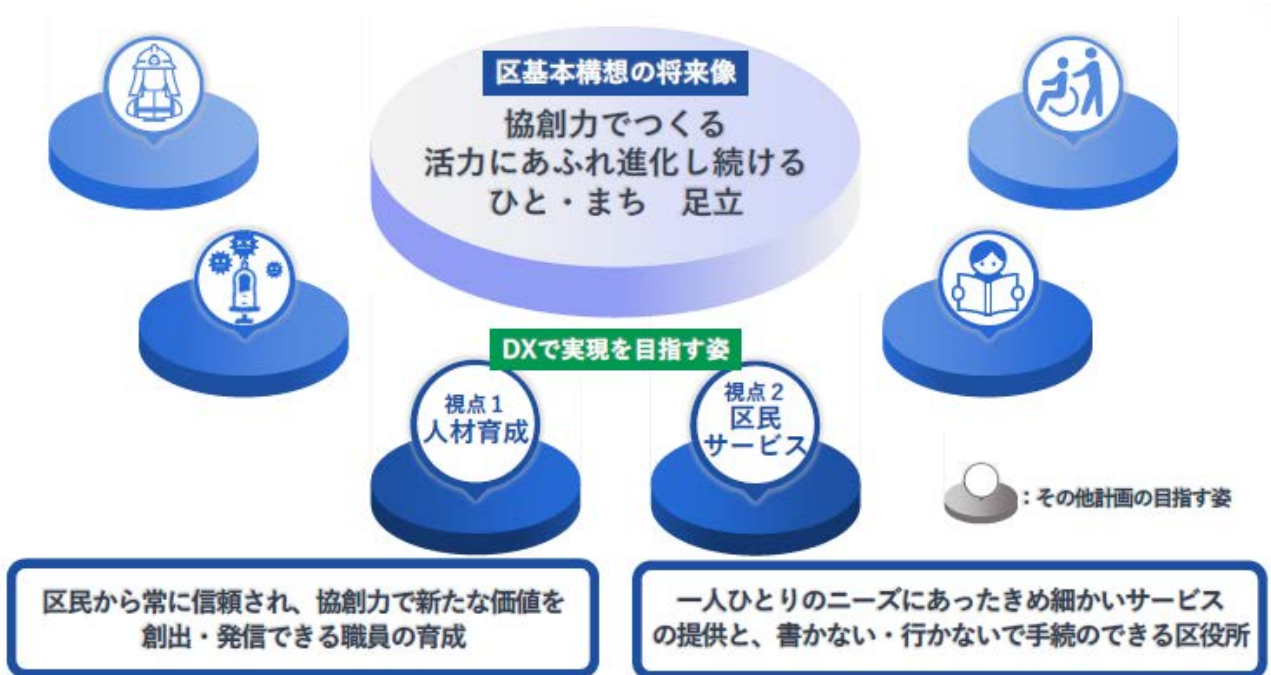 区基本構想の将来像
協創力でつくる
活力にあふれ進化し続ける
ひと・まち　足立
DXで実現を目指す姿
視点1
人材育成
視点2
区民
サービス
：その他計画の目指す姿
区民から常に信頼され、協創力で新たな価値を
創出・発信できる職員の育成
一人ひとりのニーズにあったきめ細かいサービス
の提供と、書かない・行かないで手続のできる区役所